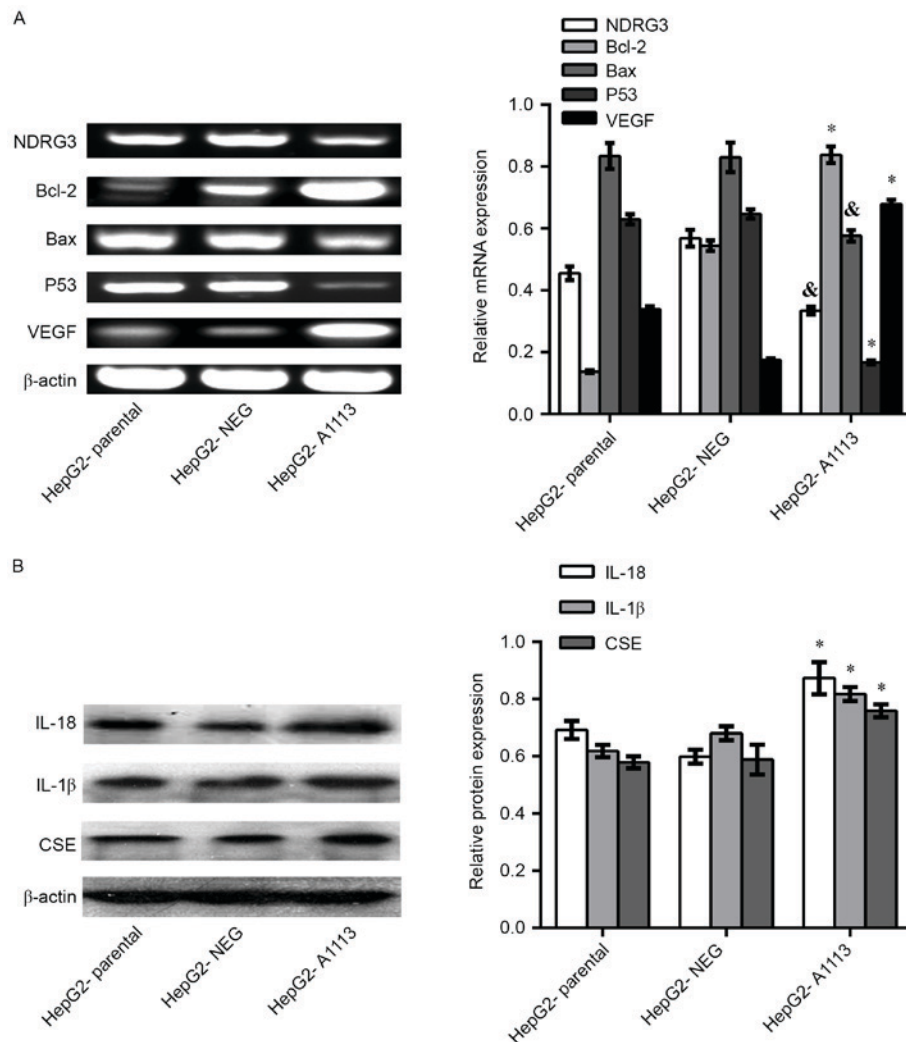 A
NDRG3
Bcl-2
Bax
P53
VEGF
β-actin
HepG2- parental
HepG2- NEG
HepG2- A1113
NDRG3
Bcl-2
Bax
P53
VEGF
Relative mRNA expression
1.0
0.8
0.6
0.4
0.2
0.0
&
*
&
*
*
HepG2- parental
HepG2- NEG
HepG2- A1113
B
IL-18
IL-1β
CSE
β-actin
HepG2- parental
HepG2- NEG
HepG2- A1113
IL-18
IL-1β
CSE
Relative protein expression
1.0
0.8
0.6
0.4
0.2
0.0
*
*
*
HepG2- parental
HepG2- NEG
HepG2- A1113